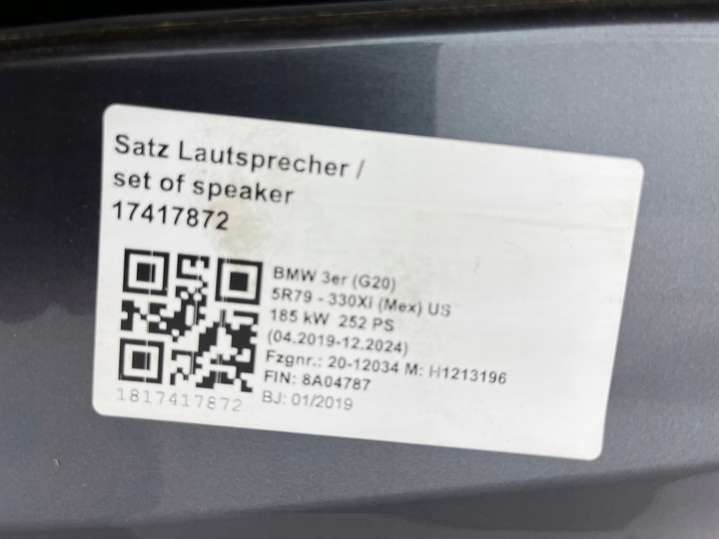 Satz Lautsprecher /
set of speaker
17417872
BMW 3er (G20)
5R79 - 330Xi (Mex) US
185 kW 252 PS
(04.2019-12.2024)
Fzgnr.: 20-12034 M: H1213196
FIN: 8A04787
BJ: 01/2019
1817417872